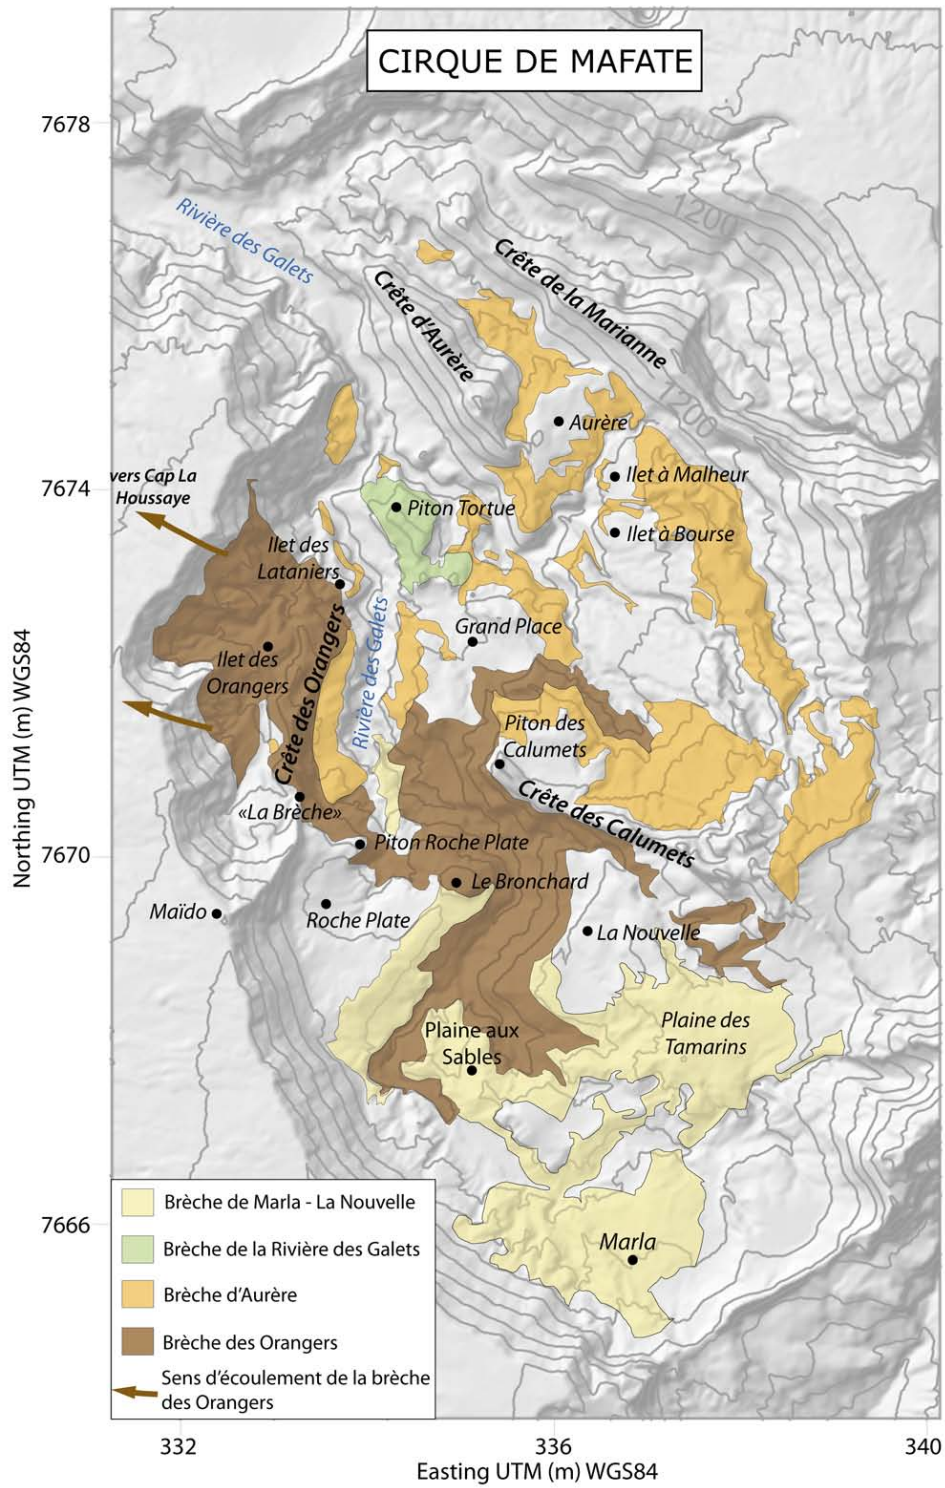 CIRQUE DE MAFATE
7678
Rivière des Galets
1200
Crête de la Marianne
Crête d'Aurère
1200
Aurère
vers Cap La
Houssaye
7674
Ilet à Malheur
Piton Tortue
Ilet à Bourse
Ilet des
Lataniers
Rivière des Galets
Grand Place
Crête des Orangers
Ilet des
Orangers
Piton des
Calumets
«La Brèche»
Crête des Calumets
Piton Roche Plate
7670
Le Bronchard
Maïdo
Roche Plate
La Nouvelle
Plaine aux
Sables
Plaine des
Tamarins
Northing UTM (m) WGS84
Brèche de Marla - La Nouvelle
7666
Brèche de la Rivière des Galets
Marla
Brèche d'Aurère
Brèche des Orangers
Sens d'écoulement de la brèche
des Orangers
332
336
340
Easting UTM (m) WGS84